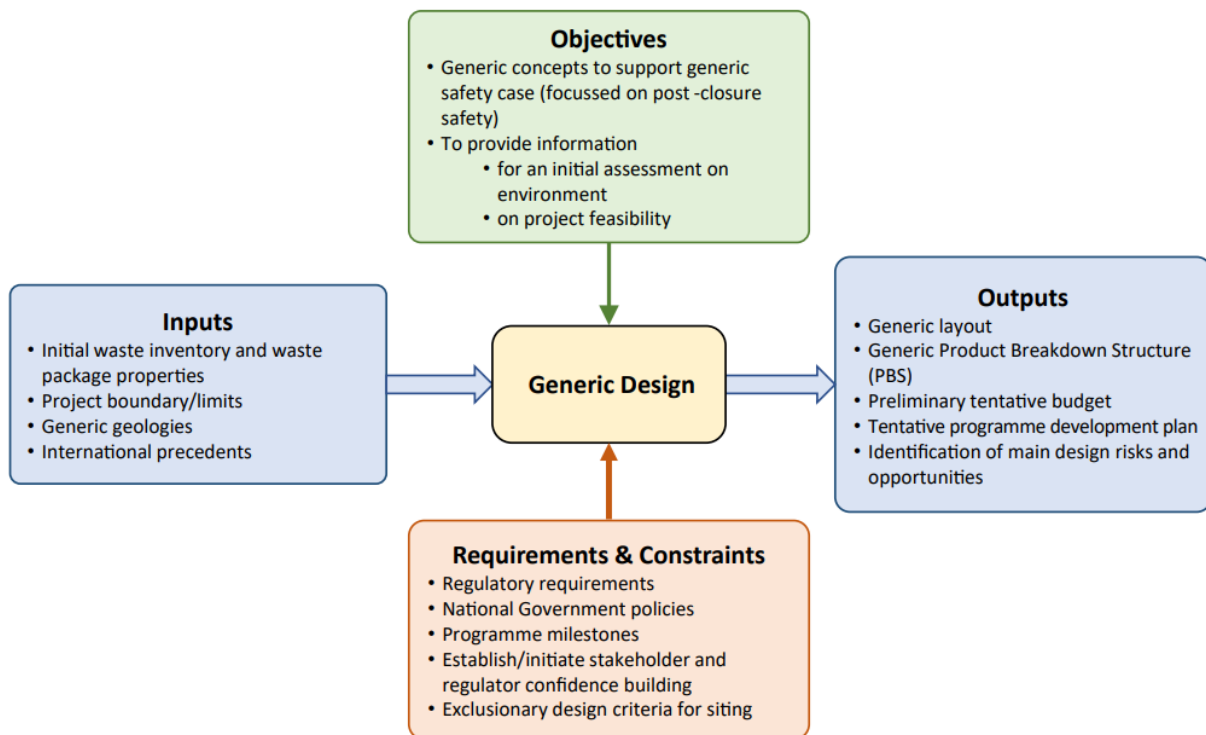 Objectives
• Generic concepts to support generic
safety case (focussed on post -closure
safety)
• To provide information
• for an initial assessment on
environment
• on project feasibility
Inputs
• Initial waste inventory and waste
package properties
• Project boundary/limits
• Generic geologies
• International precedents
Generic Design
Outputs
• Generic layout
• Generic Product Breakdown Structure
(PBS)
• Preliminary tentative budget
• Tentative programme development plan
• Identification of main design risks and
opportunities
Requirements & Constraints
• Regulatory requirements
• National Government policies
• Programme milestones
• Establish/initiate stakeholder and
regulator confidence building
• Exclusionary design criteria for siting